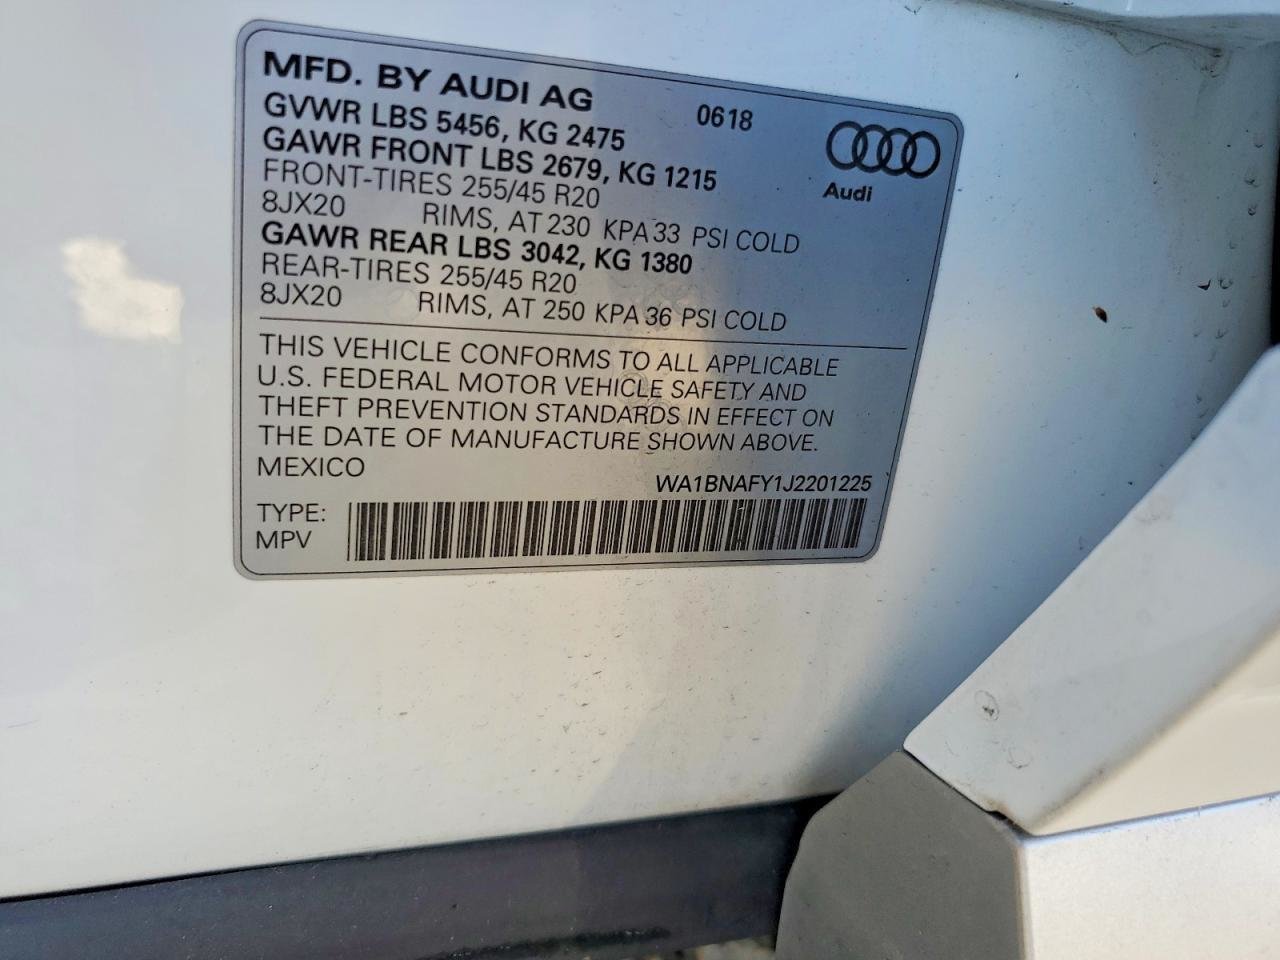 MFD. BY AUDI AG 0618
GVWR LBS 5456, KG 2475
GAWR FRONT LBS 2679, KG 1215
Audi
FRONT-TIRES 255/45 R20
8JX20 RIMS, AT 230 KPA 33 PSI COLD
GAWR REAR LBS 3042, KG 1380
REAR-TIRES 255/45 R20
8JX20 RIMS, AT 250 KPA 36 PSI COLD
THIS VEHICLE CONFORMS TO ALL APPLICABLE
U.S. FEDERAL MOTOR VEHICLE SAFETY AND
THEFT PREVENTION STANDARDS IN EFFECT ON
THE DATE OF MANUFACTURE SHOWN ABOVE.
MEXICO WA1BNAFY1J2201225
TYPE:
MPV